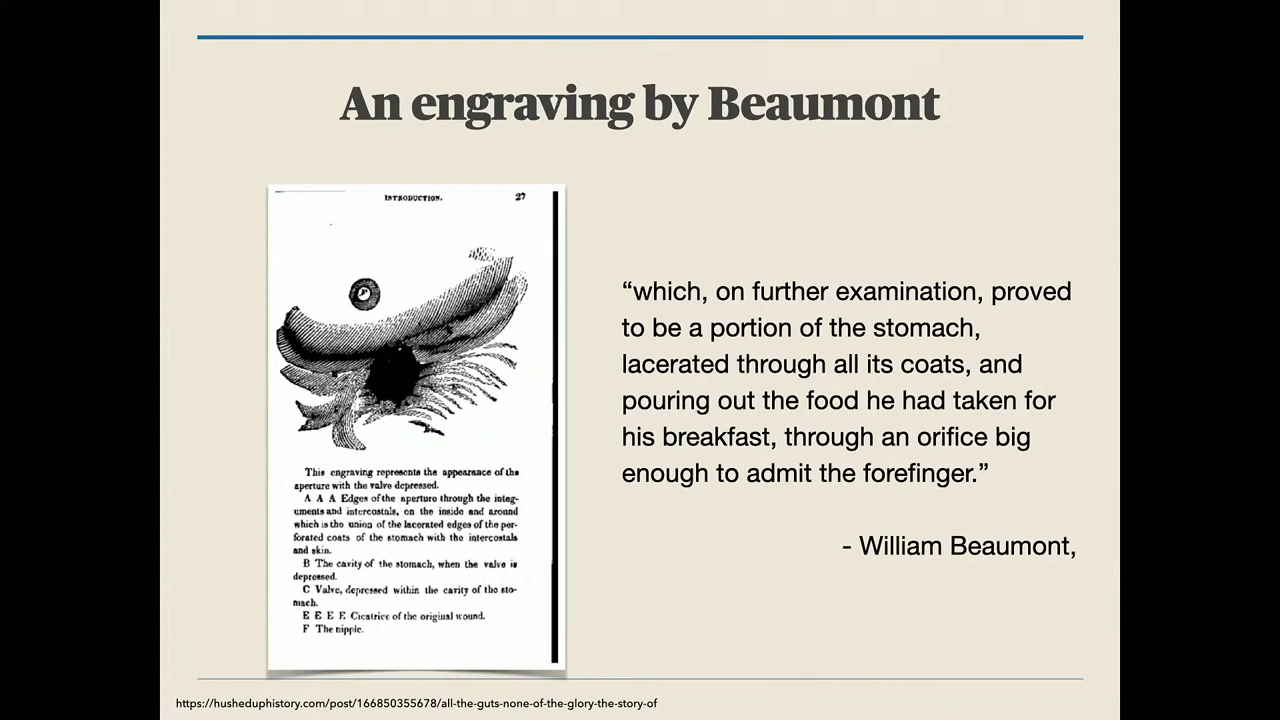 An engraving by Beaumont
INTRODUCTION. 27
This engraving represents the appearance of the
aperture with the valve depressed.
A A A Edges of the aperture through the integ-
uments and intercostals, on the inside and around
which is the union of the lacerated edges of the per-
forated coats of the stomach with the intercostals
and skin.
B The cavity of the stomach, when the valve is
depressed.
C Valve, depressed within the cavity of the sto-
mach.
E E E E Cicatrice of the original wound.
F The nipple.
“which, on further examination, proved
to be a portion of the stomach,
lacerated through all its coats, and
pouring out the food he had taken for
his breakfast, through an orifice big
enough to admit the forefinger.”
- William Beaumont,
https://husheduphistory.com/post/166850355678/all-the-guts-none-of-the-glory-the-story-of